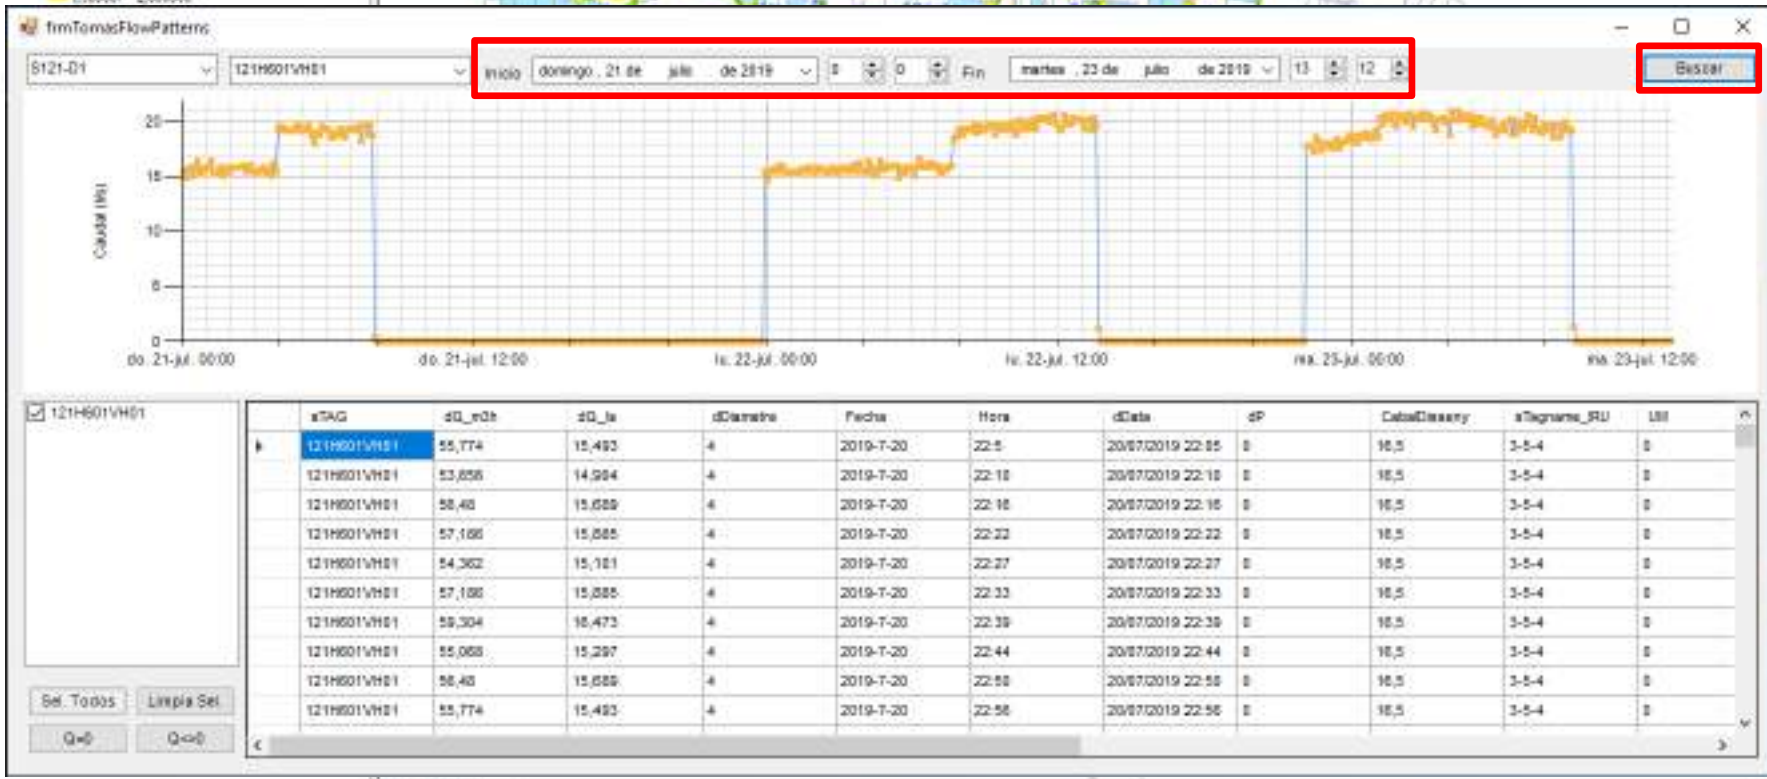 frmTomasFlowPatterns
S121-D1 121H601VH01 Inicio domingo , 21 de julio de 2019 0 0 Fin martes , 23 de julio de 2019 13 12 Buscar
Caudal (l/s)
20
15
10
5
0
do. 21-jul. 00:00 do. 21-jul. 12:00 lu. 22-jul. 00:00 lu. 22-jul. 12:00 ma. 23-jul. 00:00 ma. 23-jul. 12:00
121H601VH01
sTAG dQ_m3h dQ_ls dDiametre Fecha Hora dData dP CabalDisseny sTagname_IRU
121H601VH01 55,774 15,493 4 2019-7-20 22:5 20/07/2019 22:05 0 16,5 3-5-4 0
121H601VH01 4 2019-7-20 22:10 20/07/2019 22:10 0 16,5 3-5-4 0
121H601VH01 56,48 15,689 4 2019-7-20 22:16 20/07/2019 22:16 0 16,5 3-5-4 0
121H601VH01 57,186 15,885 4 2019-7-20 22:22 20/07/2019 22:22 0 16,5 3-5-4 0
121H601VH01 54,362 15,101 4 2019-7-20 22:27 20/07/2019 22:27 0 16,5 3-5-4 0
121H601VH01 57,186 15,885 4 2019-7-20 22:33 20/07/2019 22:33 0 16,5 3-5-4 0
121H601VH01 59,304 16,473 4 2019-7-20 22:39 20/07/2019 22:39 0 16,5 3-5-4 0
121H601VH01 55,068 15,297 4 2019-7-20 22:44 20/07/2019 22:44 0 16,5 3-5-4 0
121H601VH01 56,48 15,689 4 2019-7-20 22:50 20/07/2019 22:50 0 16,5 3-5-4 0
121H601VH01 55,774 15,493 4 2019-7-20 22:56 20/07/2019 22:56 0 16,5 3-5-4 0
Sel. Todos Limpia Sel.
Q=0 Q<>0